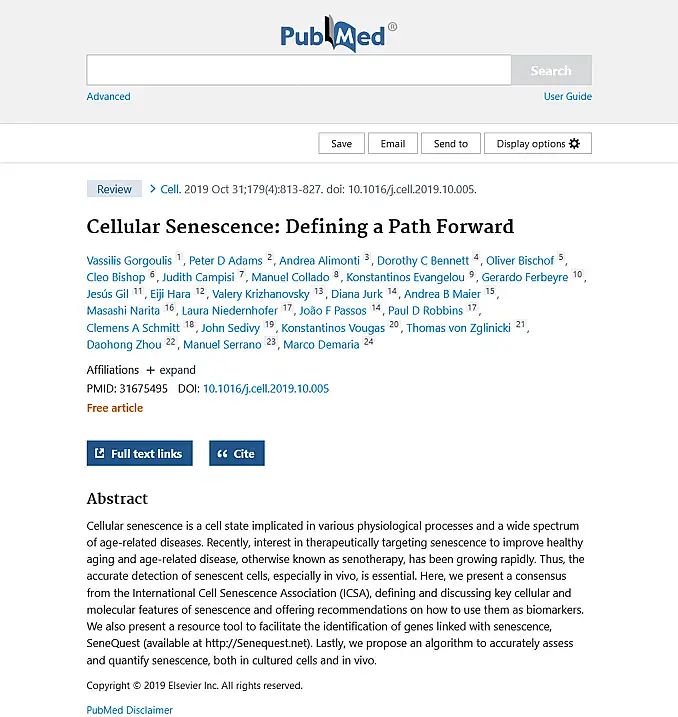 PubMed®
Search
Advanced
User Guide
Save
Email
Send to
Display options
Review
Cell. 2019 Oct 31;179(4):813-827. doi: 10.1016/j.cell.2019.10.005.
Cellular Senescence: Defining a Path Forward
Vassilis Gorgoulis 1, Peter D Adams 2, Andrea Alimonti 3, Dorothy C Bennett 4, Oliver Bischof 5,
Cleo Bishop 6, Judith Campisi 7, Manuel Collado 8, Konstantinos Evangelou 9, Gerardo Ferbeyre 10,
Jesús Gil 11, Eiji Hara 12, Valery Krizhanovsky 13, Diana Jurk 14, Andrea B Maier 15,
Masashi Narita 16, Laura Niedernhofer 17, João F Passos 14, Paul D Robbins 17,
Clemens A Schmitt 18, John Sedivy 19, Konstantinos Vougas 20, Thomas von Zglinicki 21,
Daohong Zhou 22, Manuel Serrano 23, Marco Demaria 24
Affiliations + expand
PMID: 31675495 DOI: 10.1016/j.cell.2019.10.005
Free article
Full text links
Cite
Abstract
Cellular senescence is a cell state implicated in various physiological processes and a wide spectrum
of age-related diseases. Recently, interest in therapeutically targeting senescence to improve healthy
aging and age-related disease, otherwise known as senotherapy, has been growing rapidly. Thus, the
accurate detection of senescent cells, especially in vivo, is essential. Here, we present a consensus
from the International Cell Senescence Association (ICSA), defining and discussing key cellular and
molecular features of senescence and offering recommendations on how to use them as biomarkers.
We also present a resource tool to facilitate the identification of genes linked with senescence,
SeneQuest (available at http://Senequest.net). Lastly, we propose an algorithm to accurately assess
and quantify senescence, both in cultured cells and in vivo.
Copyright © 2019 Elsevier Inc. All rights reserved.
PubMed Disclaimer